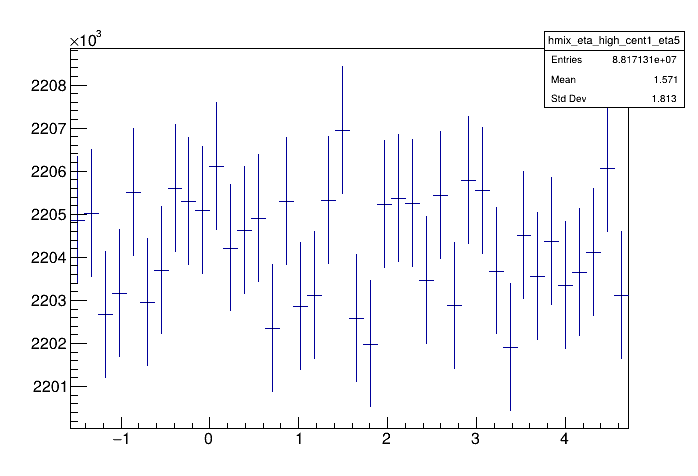 ×10³
hmix_eta_high_cent1_eta5
Entries 8.817131e+07
Mean 1.571
Std Dev 1.813
2208
2207
2206
2205
2204
2203
2202
2201
−1 0 1 2 3 4